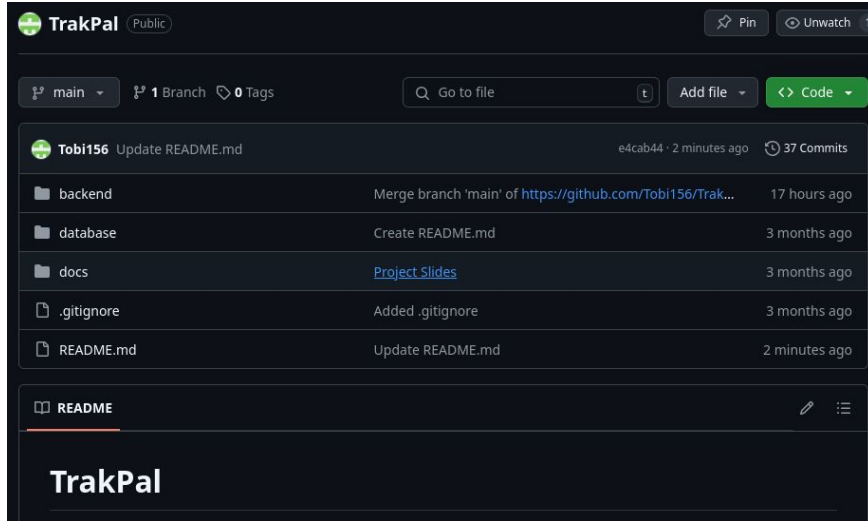 TrakPal Public Pin Unwatch
main 1 Branch 0 Tags Go to file t Add file <> Code
Tobi156 Update README.md e4cab44 · 2 minutes ago 37 Commits
backend Merge branch 'main' of https://github.com/Tobi156/Trak... 17 hours ago
database Create README.md 3 months ago
docs Project Slides 3 months ago
.gitignore Added .gitignore 3 months ago
README.md Update README.md 2 minutes ago
README
TrakPal